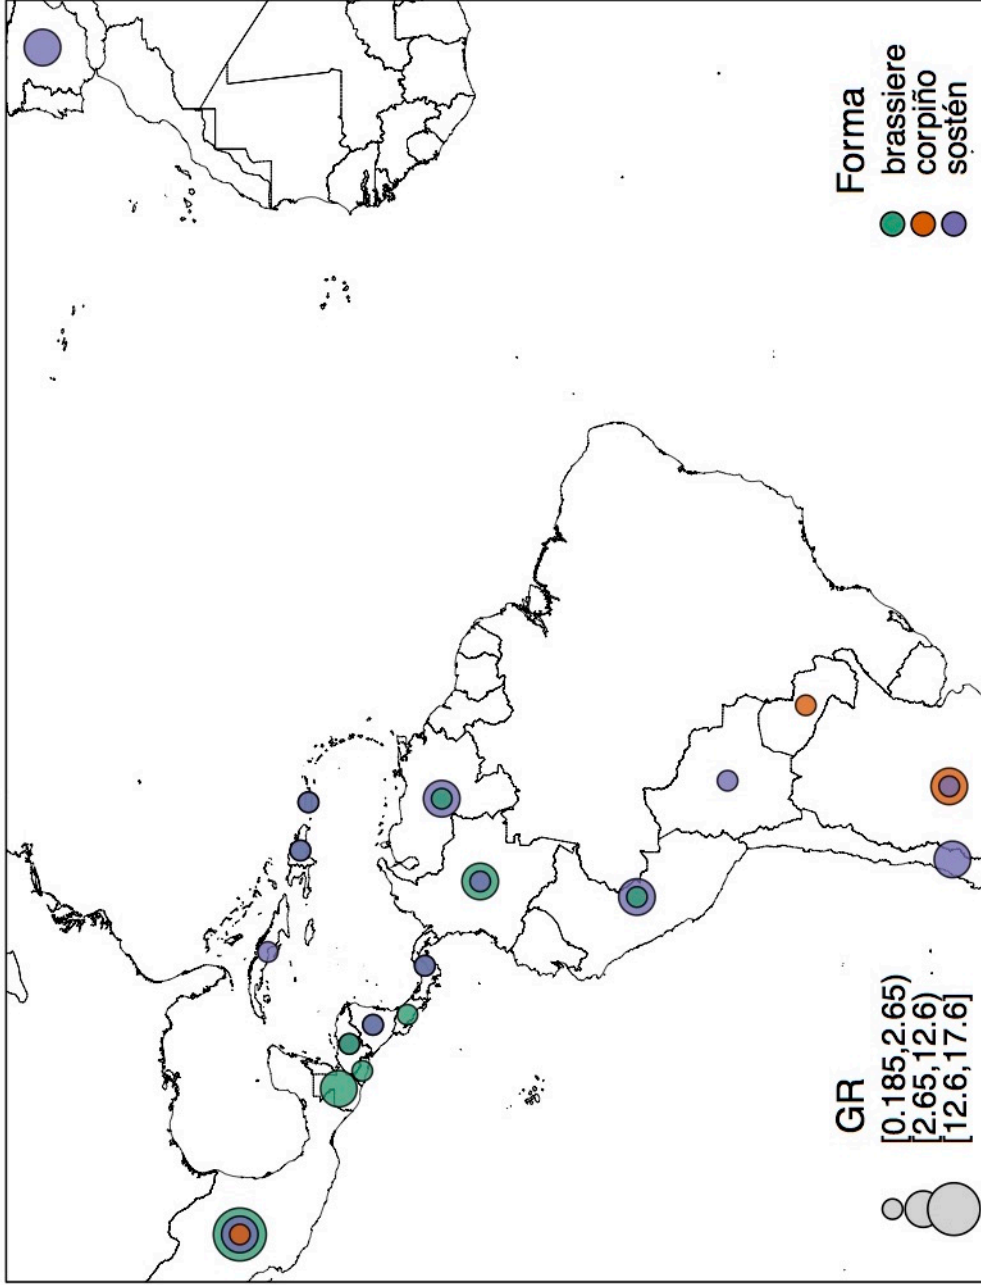 Forma
brassiere
corpiño
sostén
GR
[0.185,2.65)
[2.65,12.6)
[12.6,17.6]